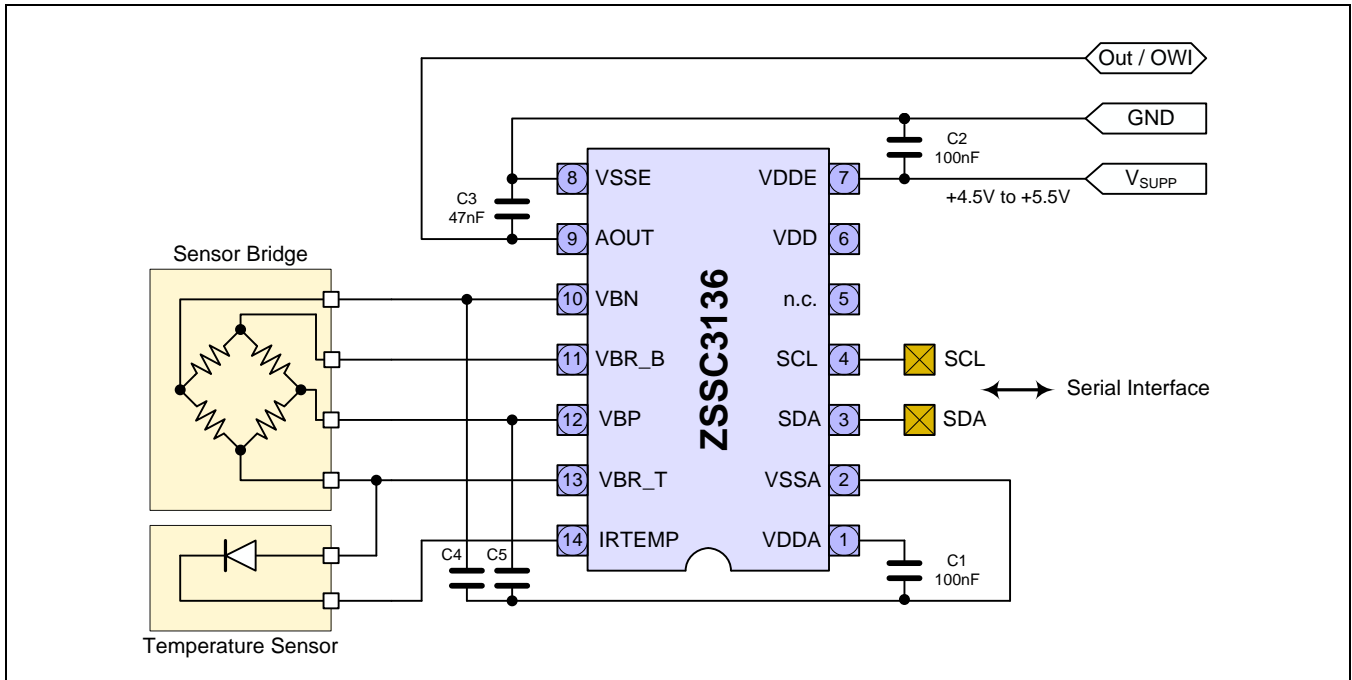 Out / OWI
GND
C2
100nF
V_SUPP
+4.5V to +5.5V
C3
47nF
8 VSSE
VDDE 7
9 AOUT
VDD 6
Sensor Bridge
10 VBN
n.c. 5
11 VBR_B
SCL 4
SCL
Serial Interface
12 VBP
SDA 3
SDA
13 VBR_T
VSSA 2
14 IRTEMP
VDDA 1
ZSSC3136
C4
C5
C1
100nF
Temperature Sensor